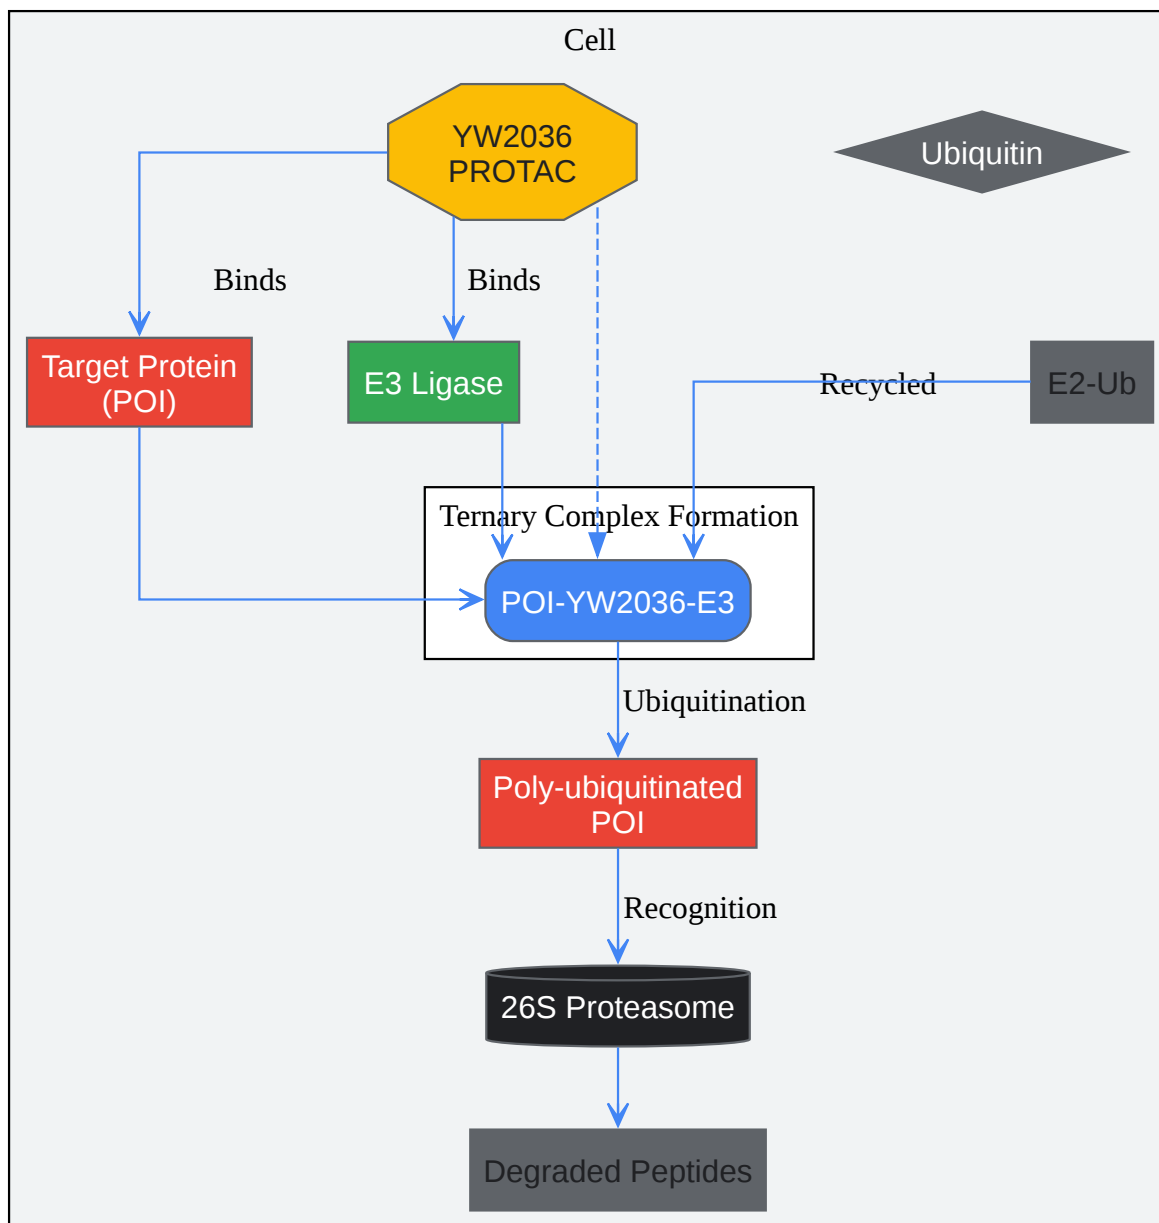 Cell
YW2036
PROTAC
Ubiquitin
Binds
Binds
Target Protein
(POI)
E3 Ligase
Recycled
E2-Ub
Ternary Complex Formation
POI-YW2036-E3
Ubiquitination
Poly-ubiquitinated
POI
Recognition
26S Proteasome
Degraded Peptides